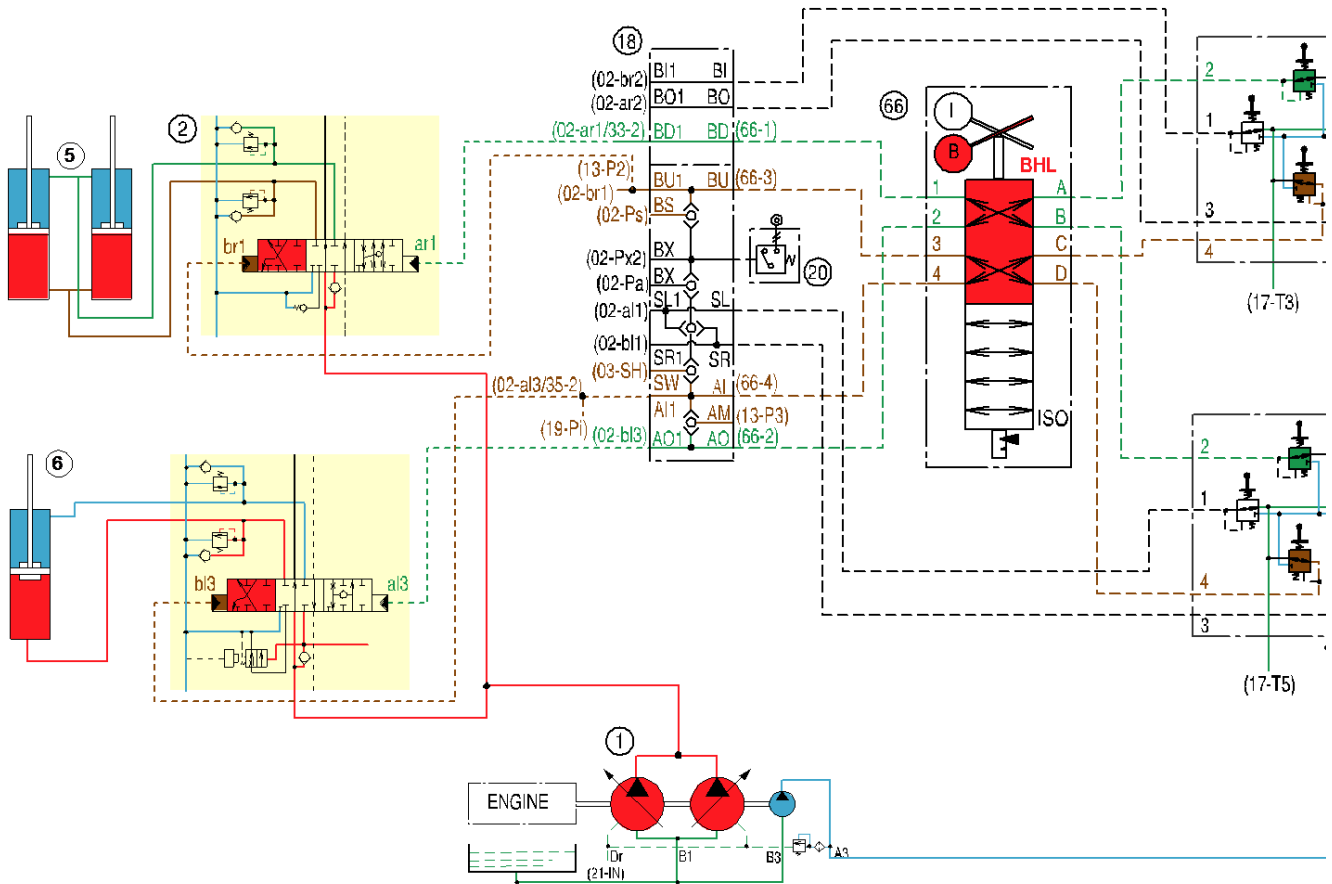 18
(02-br2) BI1 BI
(02-ar2) BO1 BO
(02-ar1/33-2) BD1 BD (66-1)
(13-P2)
(02-br1) BU1 BU (66-3)
(02-Ps) BS
(02-Px2) BX
(02-Pa) BX
(02-al1) SL1 SL
(02-bl1)
SR1 SR
(03-SH)
(02-al3/35-2) SW AI (66-4)
AI1 AM (13-P3)
(19-Pi)
(02-bl3) AO1 AO (66-2)
20
5
2
br1
ar1
6
bl3
al3
66
I
B
BHL
1 A
2 B
3 C
4 D
ISO
2
1
3
4
(17-T3)
2
1
4
3
(17-T5)
1
ENGINE
Dr
(21-IN)
B1
B3
A3